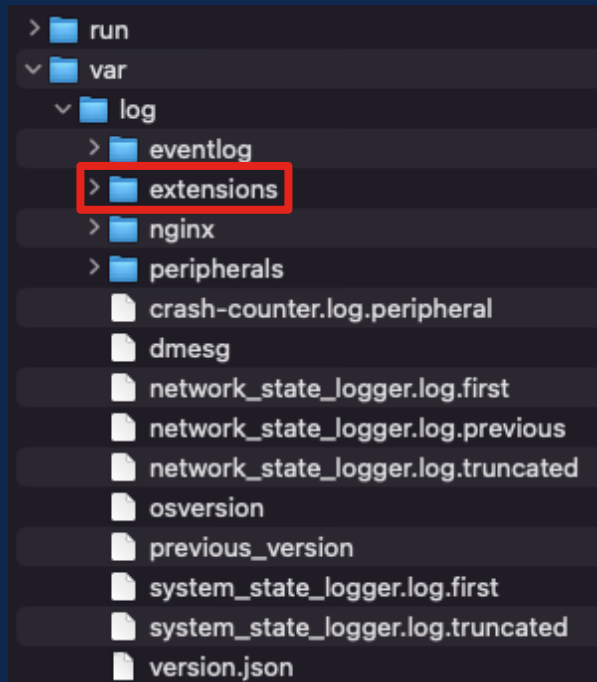 run
var
log
eventlog
extensions
nginx
peripherals
crash-counter.log.peripheral
dmesg
network_state_logger.log.first
network_state_logger.log.previous
network_state_logger.log.truncated
osversion
previous_version
system_state_logger.log.first
system_state_logger.log.truncated
version.json